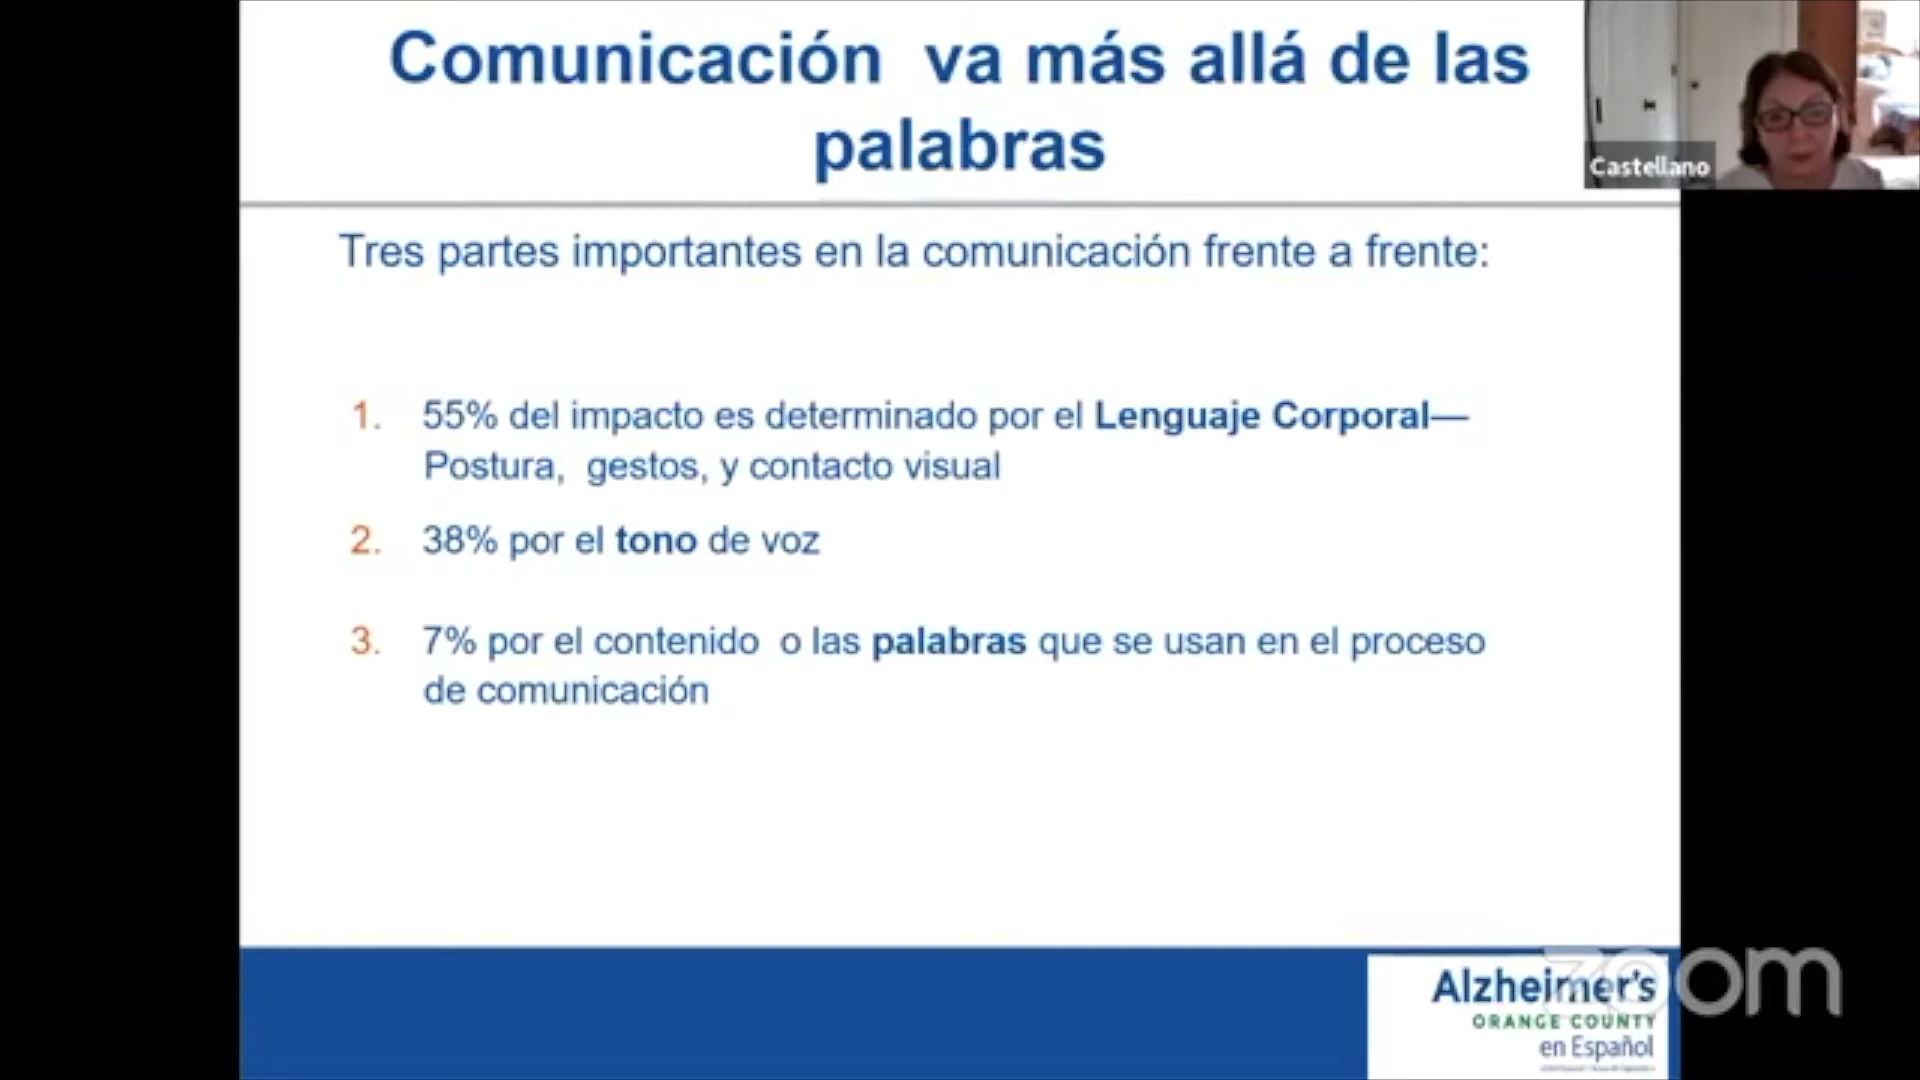 Comunicación va más allá de las
palabras
Castellano
Tres partes importantes en la comunicación frente a frente:
1. 55% del impacto es determinado por el Lenguaje Corporal—
Postura, gestos, y contacto visual
2. 38% por el tono de voz
3. 7% por el contenido o las palabras que se usan en el proceso
de comunicación
zoom
Alzheimer's
ORANGE COUNTY
en Español